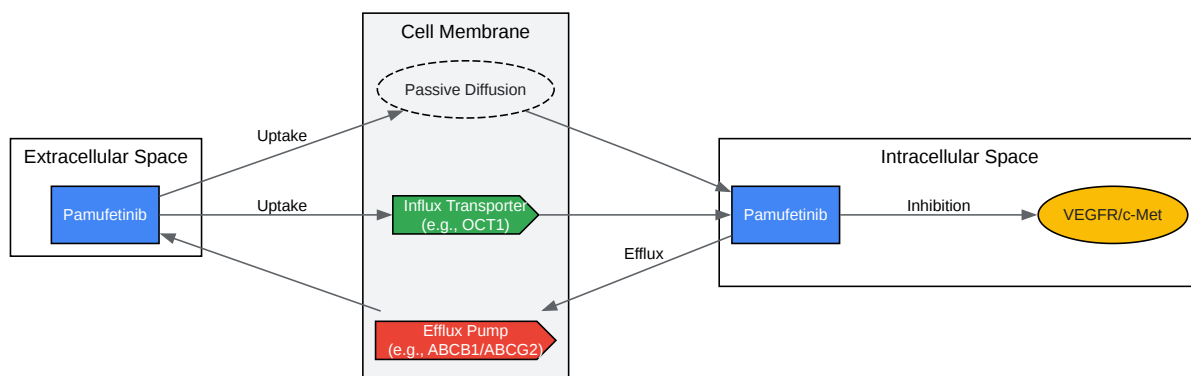 Cell Membrane
Passive Diffusion
Uptake
Extracellular Space
Pamufetinib
Uptake
Influx Transporter
(e.g., OCT1)
Intracellular Space
Pamufetinib
Inhibition
VEGFR/c-Met
Efflux
Efflux Pump
(e.g., ABCB1/ABCG2)